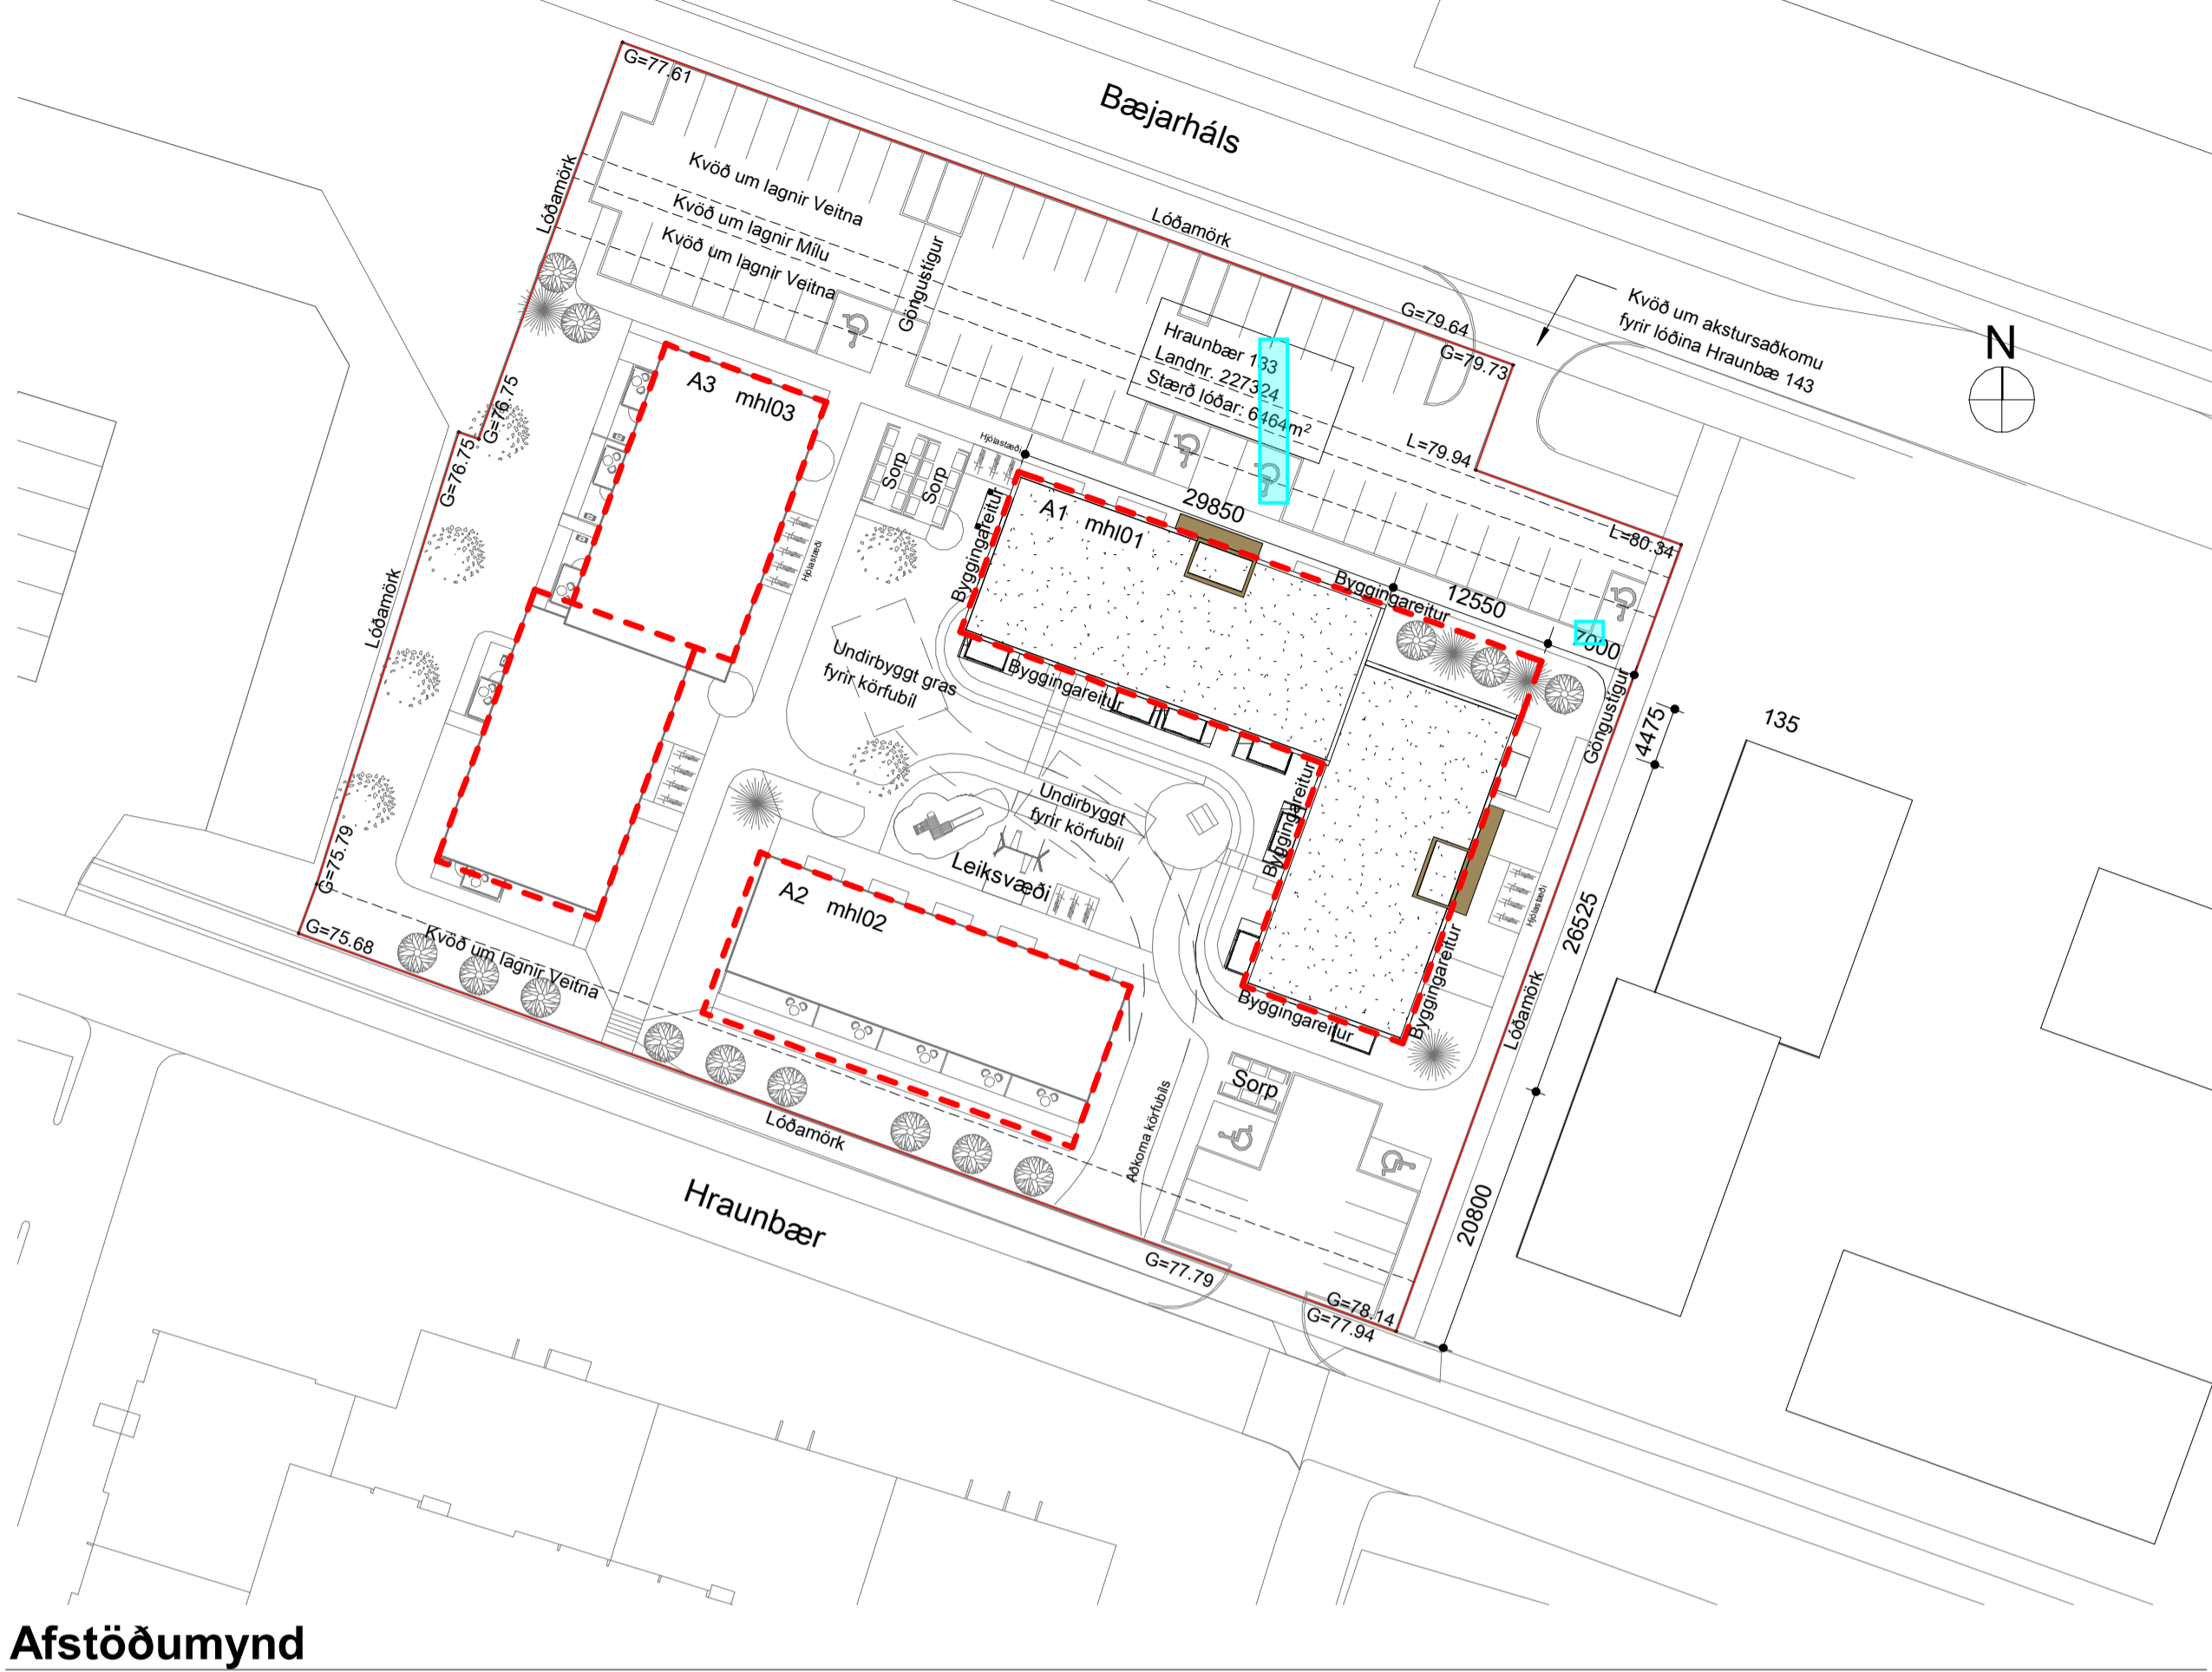 G=77.61
Bæjarháls
Lóðamörk
Kvöð um lagnir Veitna
Kvöð um lagnir Mílu
Kvöð um lagnir Veitna
Göngustígur
Lóðamörk
Kvöð um akstursaðkomu
fyrir lóðina Hraunbæ 143
N
G=79.64
G=79.73
Hraunbær 133
Landnr. 227324
Stærð lóðar: 6464m²
L=79.94
L=80.34
A3 mhl03
G=76.75
G=76.75
Hjólastæði
Sorp
Sorp
29850
A1 mhl01
Byggingareitur
Byggingareitur
12550
7000
Hjólastæði
Lóðamörk
Undirbyggt gras
fyrir körfubíl
Byggingareitur
Göngustígur
4475
135
Undirbyggt
fyrir körfubíl
Byggingareitur
Leiksvæði
G=75.79
A2 mhl02
Hjólastæði
26525
G=75.68
Kvöð um lagnir Veitna
Byggingareitur
Byggingareitur
Lóðamörk
Sorp
Lóðamörk
Aðkoma körfubíls
Hraunbær
20800
G=77.79
G=78.14
G=77.94
Afstöðumynd